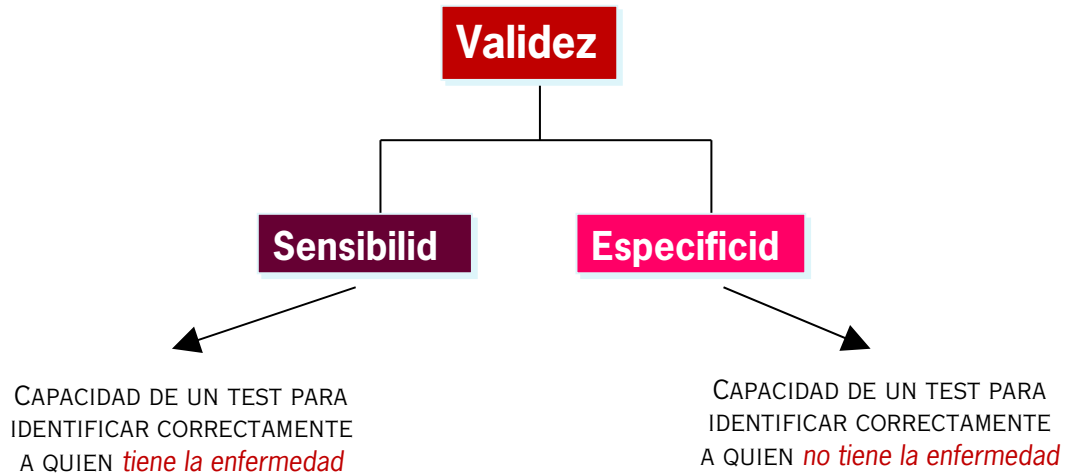 Validez
Sensibilid
Especificid
CAPACIDAD DE UN TEST PARA
IDENTIFICAR CORRECTAMENTE
A QUIEN tiene la enfermedad
CAPACIDAD DE UN TEST PARA
IDENTIFICAR CORRECTAMENTE
A QUIEN no tiene la enfermedad